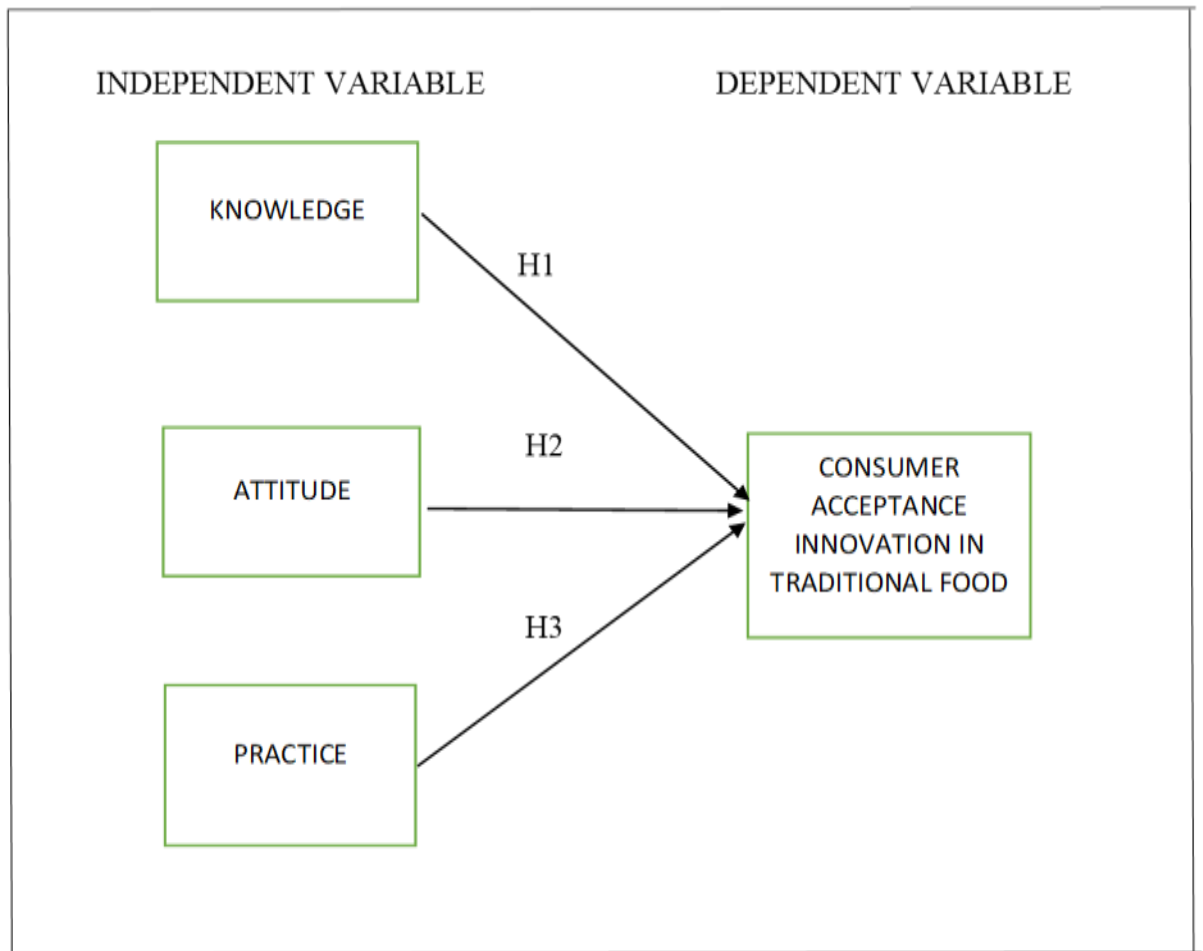 INDEPENDENT VARIABLE
DEPENDENT VARIABLE
KNOWLEDGE
H1
ATTITUDE
H2
CONSUMER
ACCEPTANCE
INNOVATION IN
TRADITIONAL FOOD
H3
PRACTICE